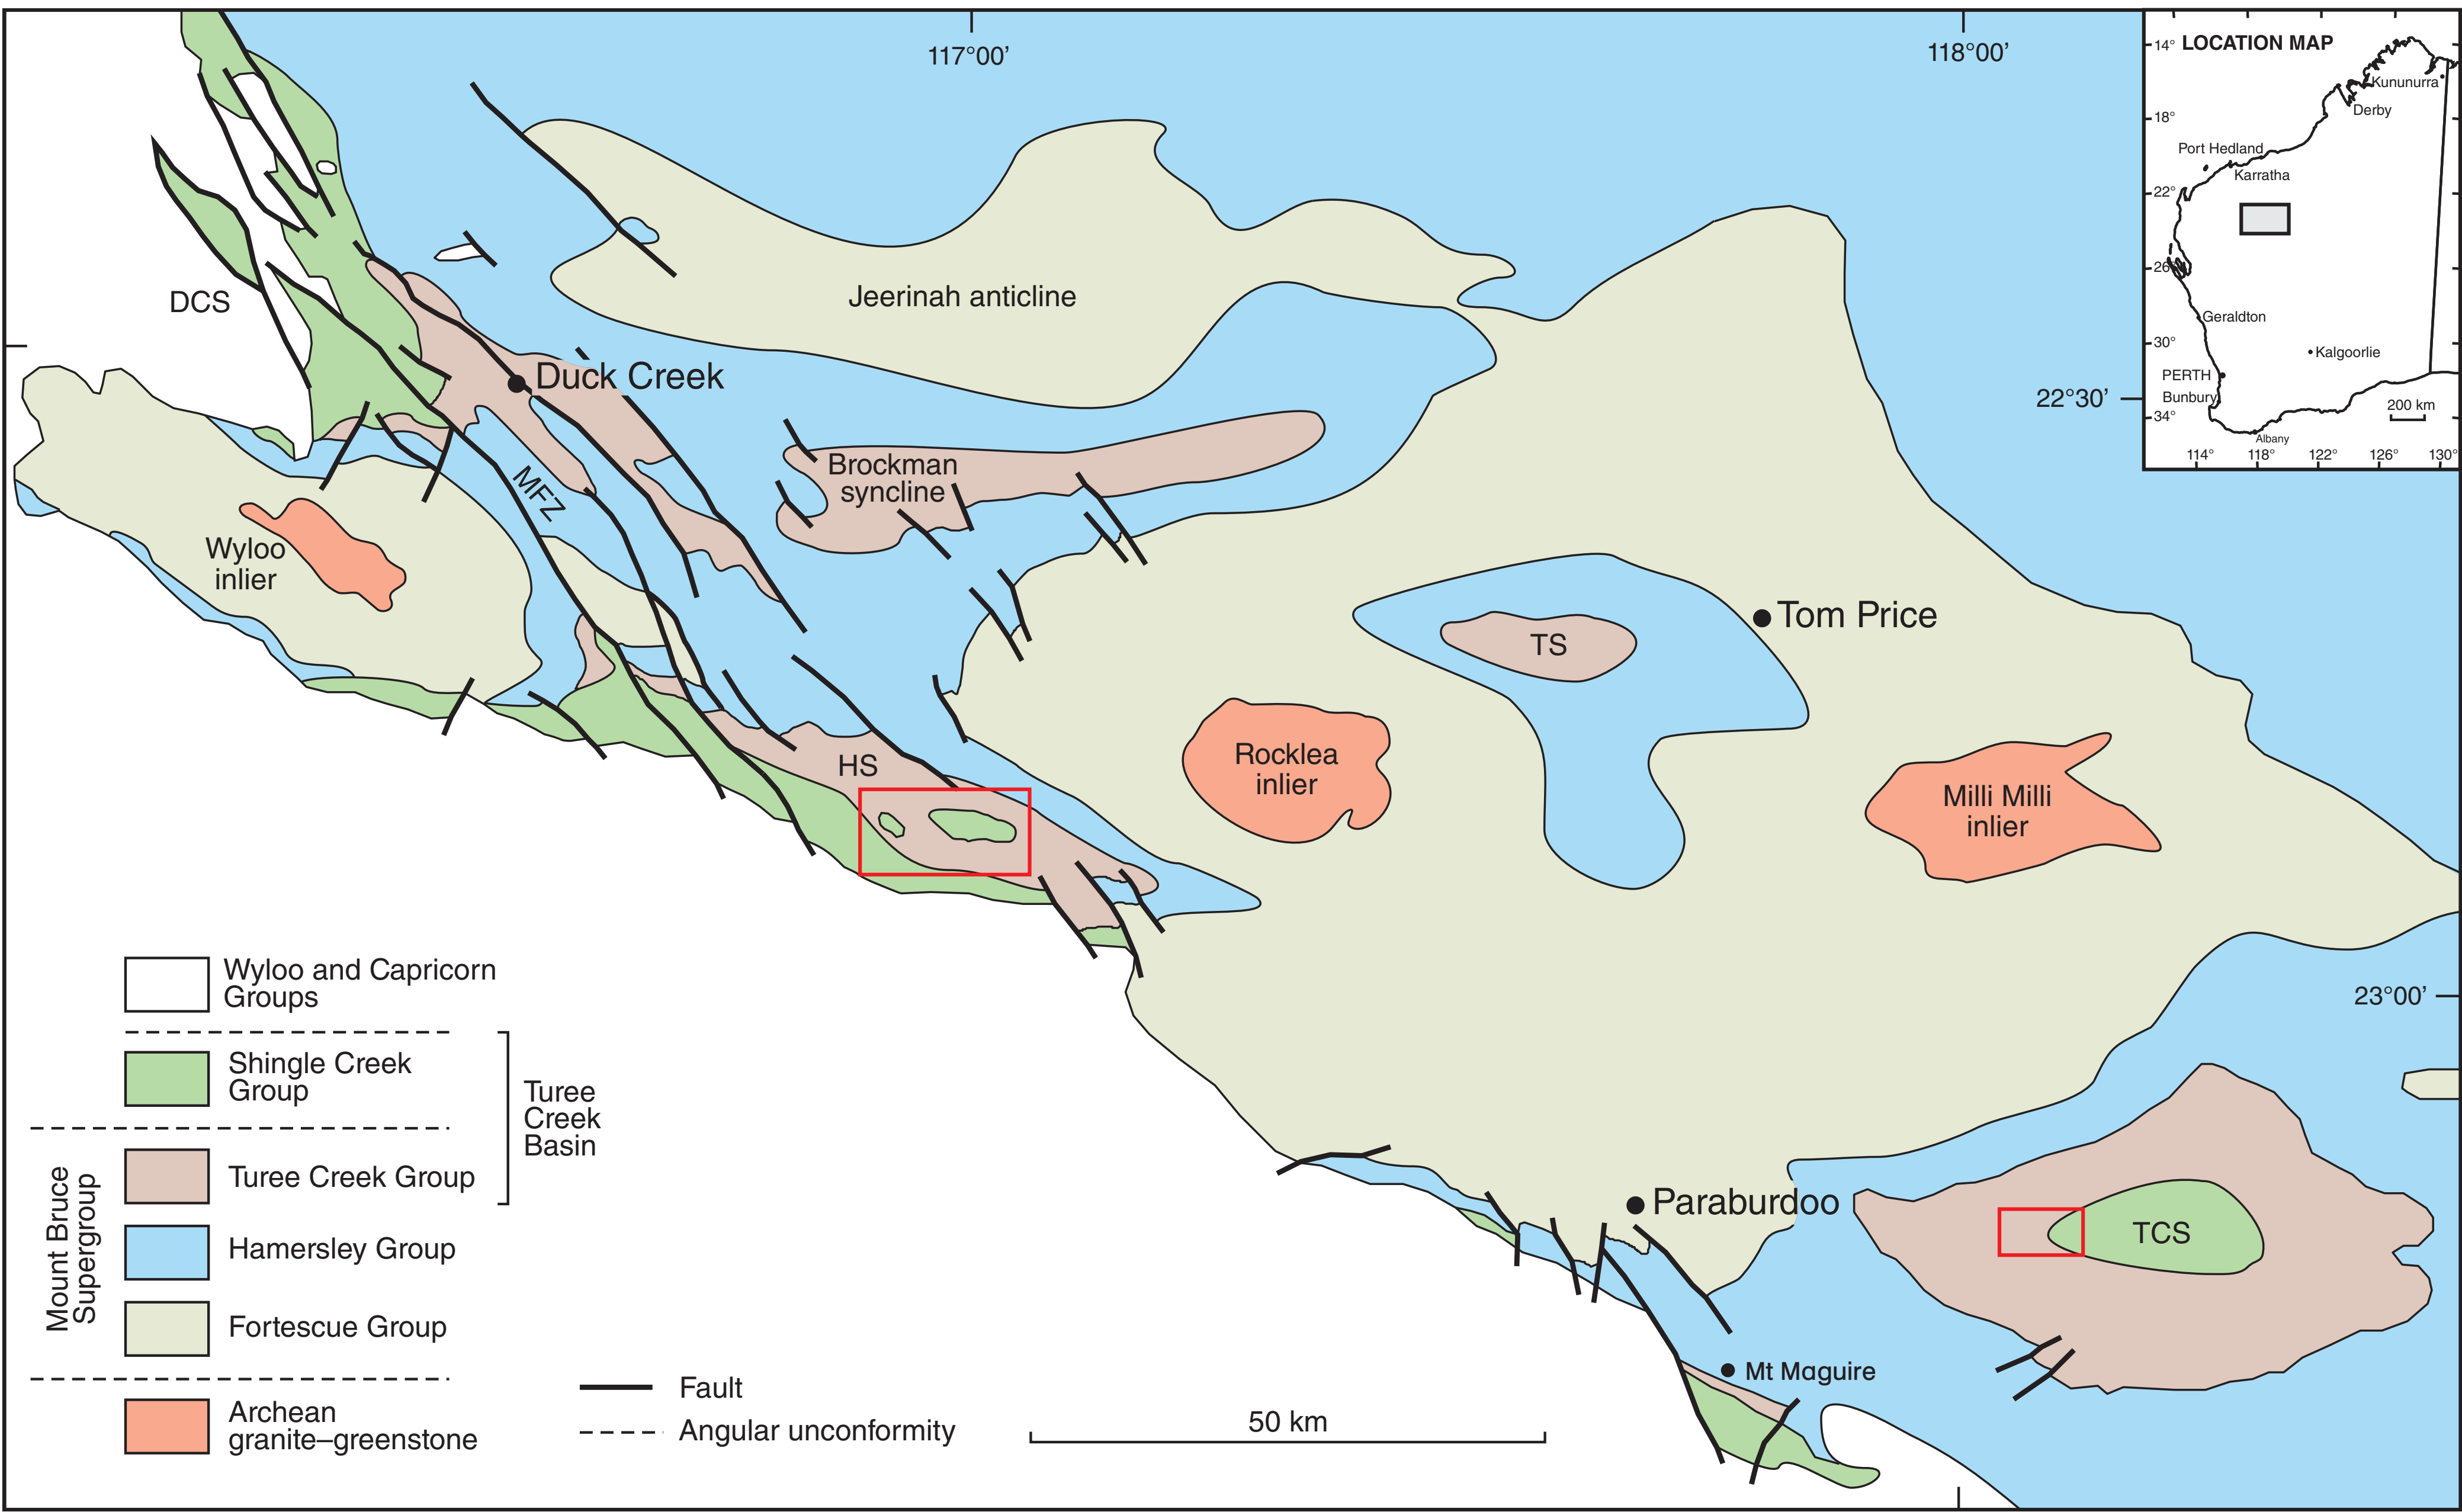 117°00’
118°00’
LOCATION MAP
14°
18°
22°
26°
30°
34°
Kununurra
Derby
Port Hedland
Karratha
Geraldton
Kalgoorlie
PERTH
Bunbury
Albany
200 km
114°
118°
122°
126°
130°
22°30’
23°00’
Jeerinah anticline
DCS
Duck Creek
Brockman
syncline
MFZ
Wyloo
inlier
Tom Price
TS
Rocklea
inlier
HS
Milli Milli
inlier
Paraburdoo
TCS
Mt Maguire
Wyloo and Capricorn
Groups
Shingle Creek
Group
Turee
Creek
Basin
Turee Creek Group
Mount Bruce
Supergroup
Hamersley Group
Fortescue Group
Archean
granite–greenstone
Fault
Angular unconformity
50 km